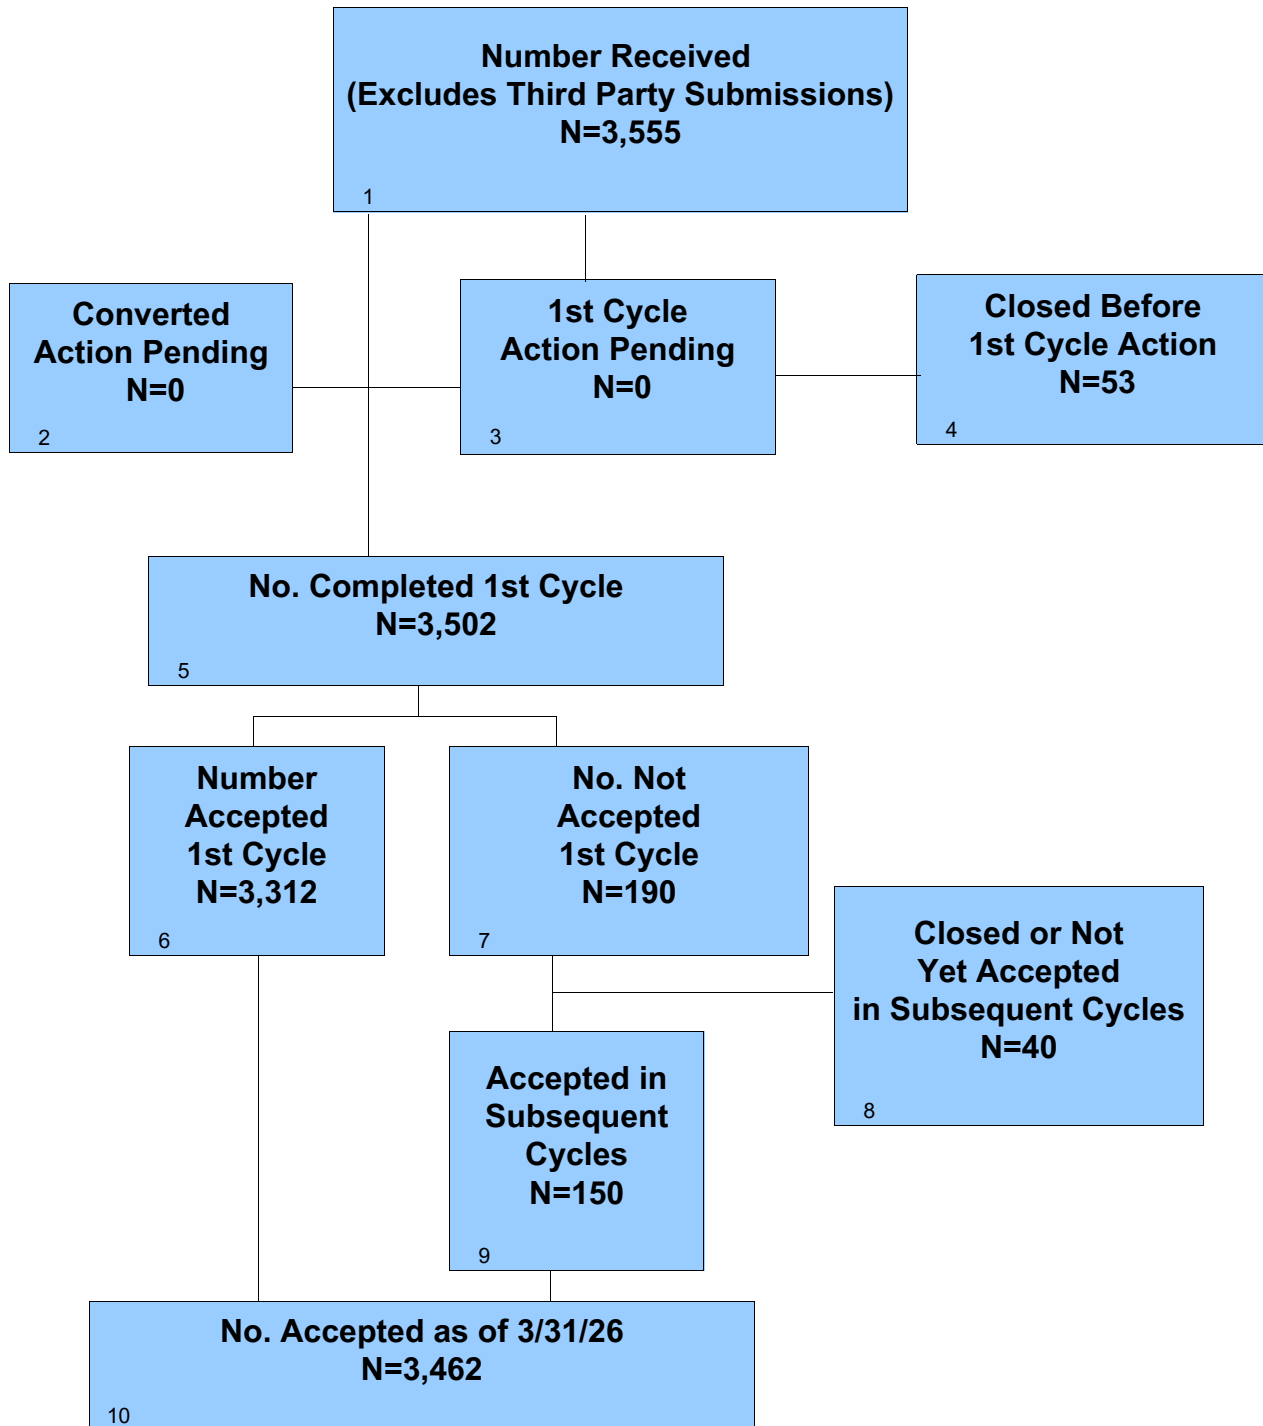 Number Received
(Excludes Third Party Submissions)
N=3,555
1
Converted
Action Pending
N=0
2
1st Cycle
Action Pending
N=0
3
Closed Before
1st Cycle Action
N=53
4
No. Completed 1st Cycle
N=3,502
5
Number
Accepted
1st Cycle
N=3,312
6
No. Not
Accepted
1st Cycle
N=190
7
Closed or Not
Yet Accepted
in Subsequent Cycles
N=40
8
Accepted in
Subsequent
Cycles
N=150
9
No. Accepted as of 3/31/26
N=3,462
10